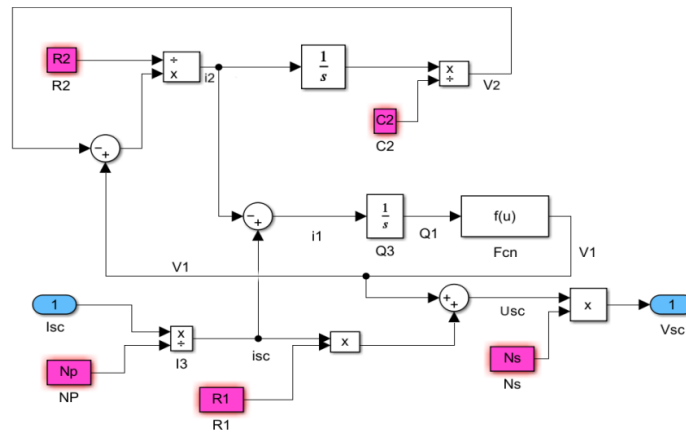 R2
R2
÷
×
i2
1
s
×
÷
V2
C2
C2
−
+
−
+
i1
1
s
Q3
Q1
f(u)
Fcn
V1
V1
1
Isc
×
÷
I3
isc
Np
NP
R1
R1
×
+
+
Usc
Ns
Ns
×
1
Vsc